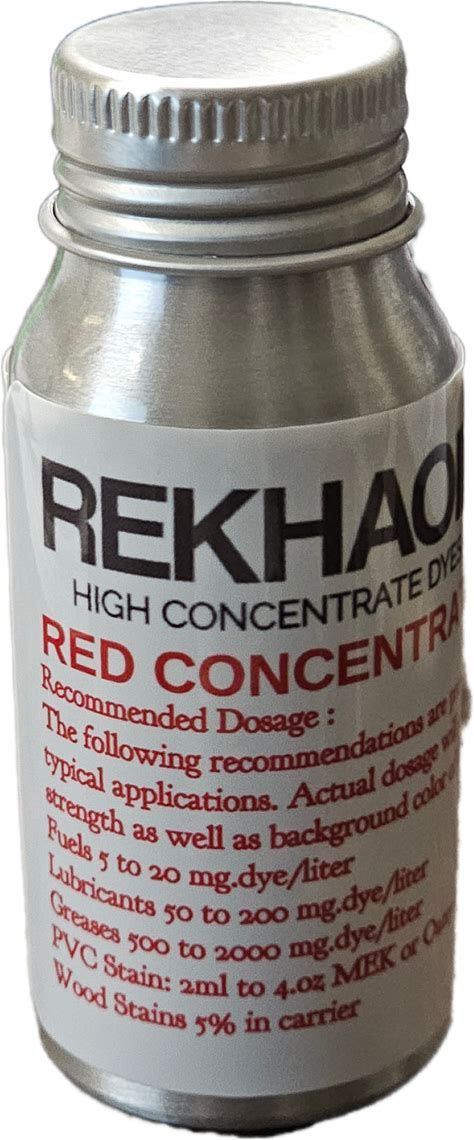 REKHAO
HIGH CONCENTRATE DYES
RED CONCENTRA
Recommended Dosage :
The following recommendations are
typical applications. Actual dosage
strength as well as background color
Fuels 5 to 20 mg.dye/liter
Lubricants 50 to 200 mg.dye/liter
Greases 500 to 2000 mg.dye/liter
PVC Stain: 2ml to 4.oz MEK or
Wood Stains 5% in carrier